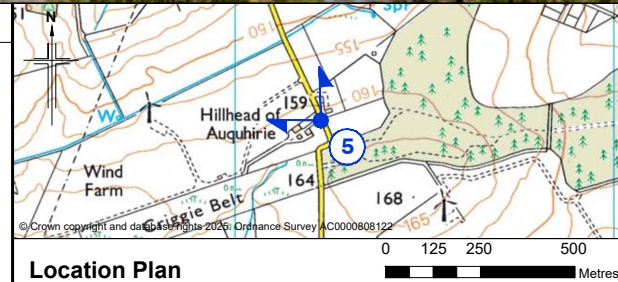 N
Spr
150
155
160
159
W
Hillhead of
Auquhirie
5
Wind
Farm
164
168
Griggie Belt
165
© Crown copyright and database rights 2025. Ordnance Survey AC0000808122
Location Plan
0 125 250 500
Metres